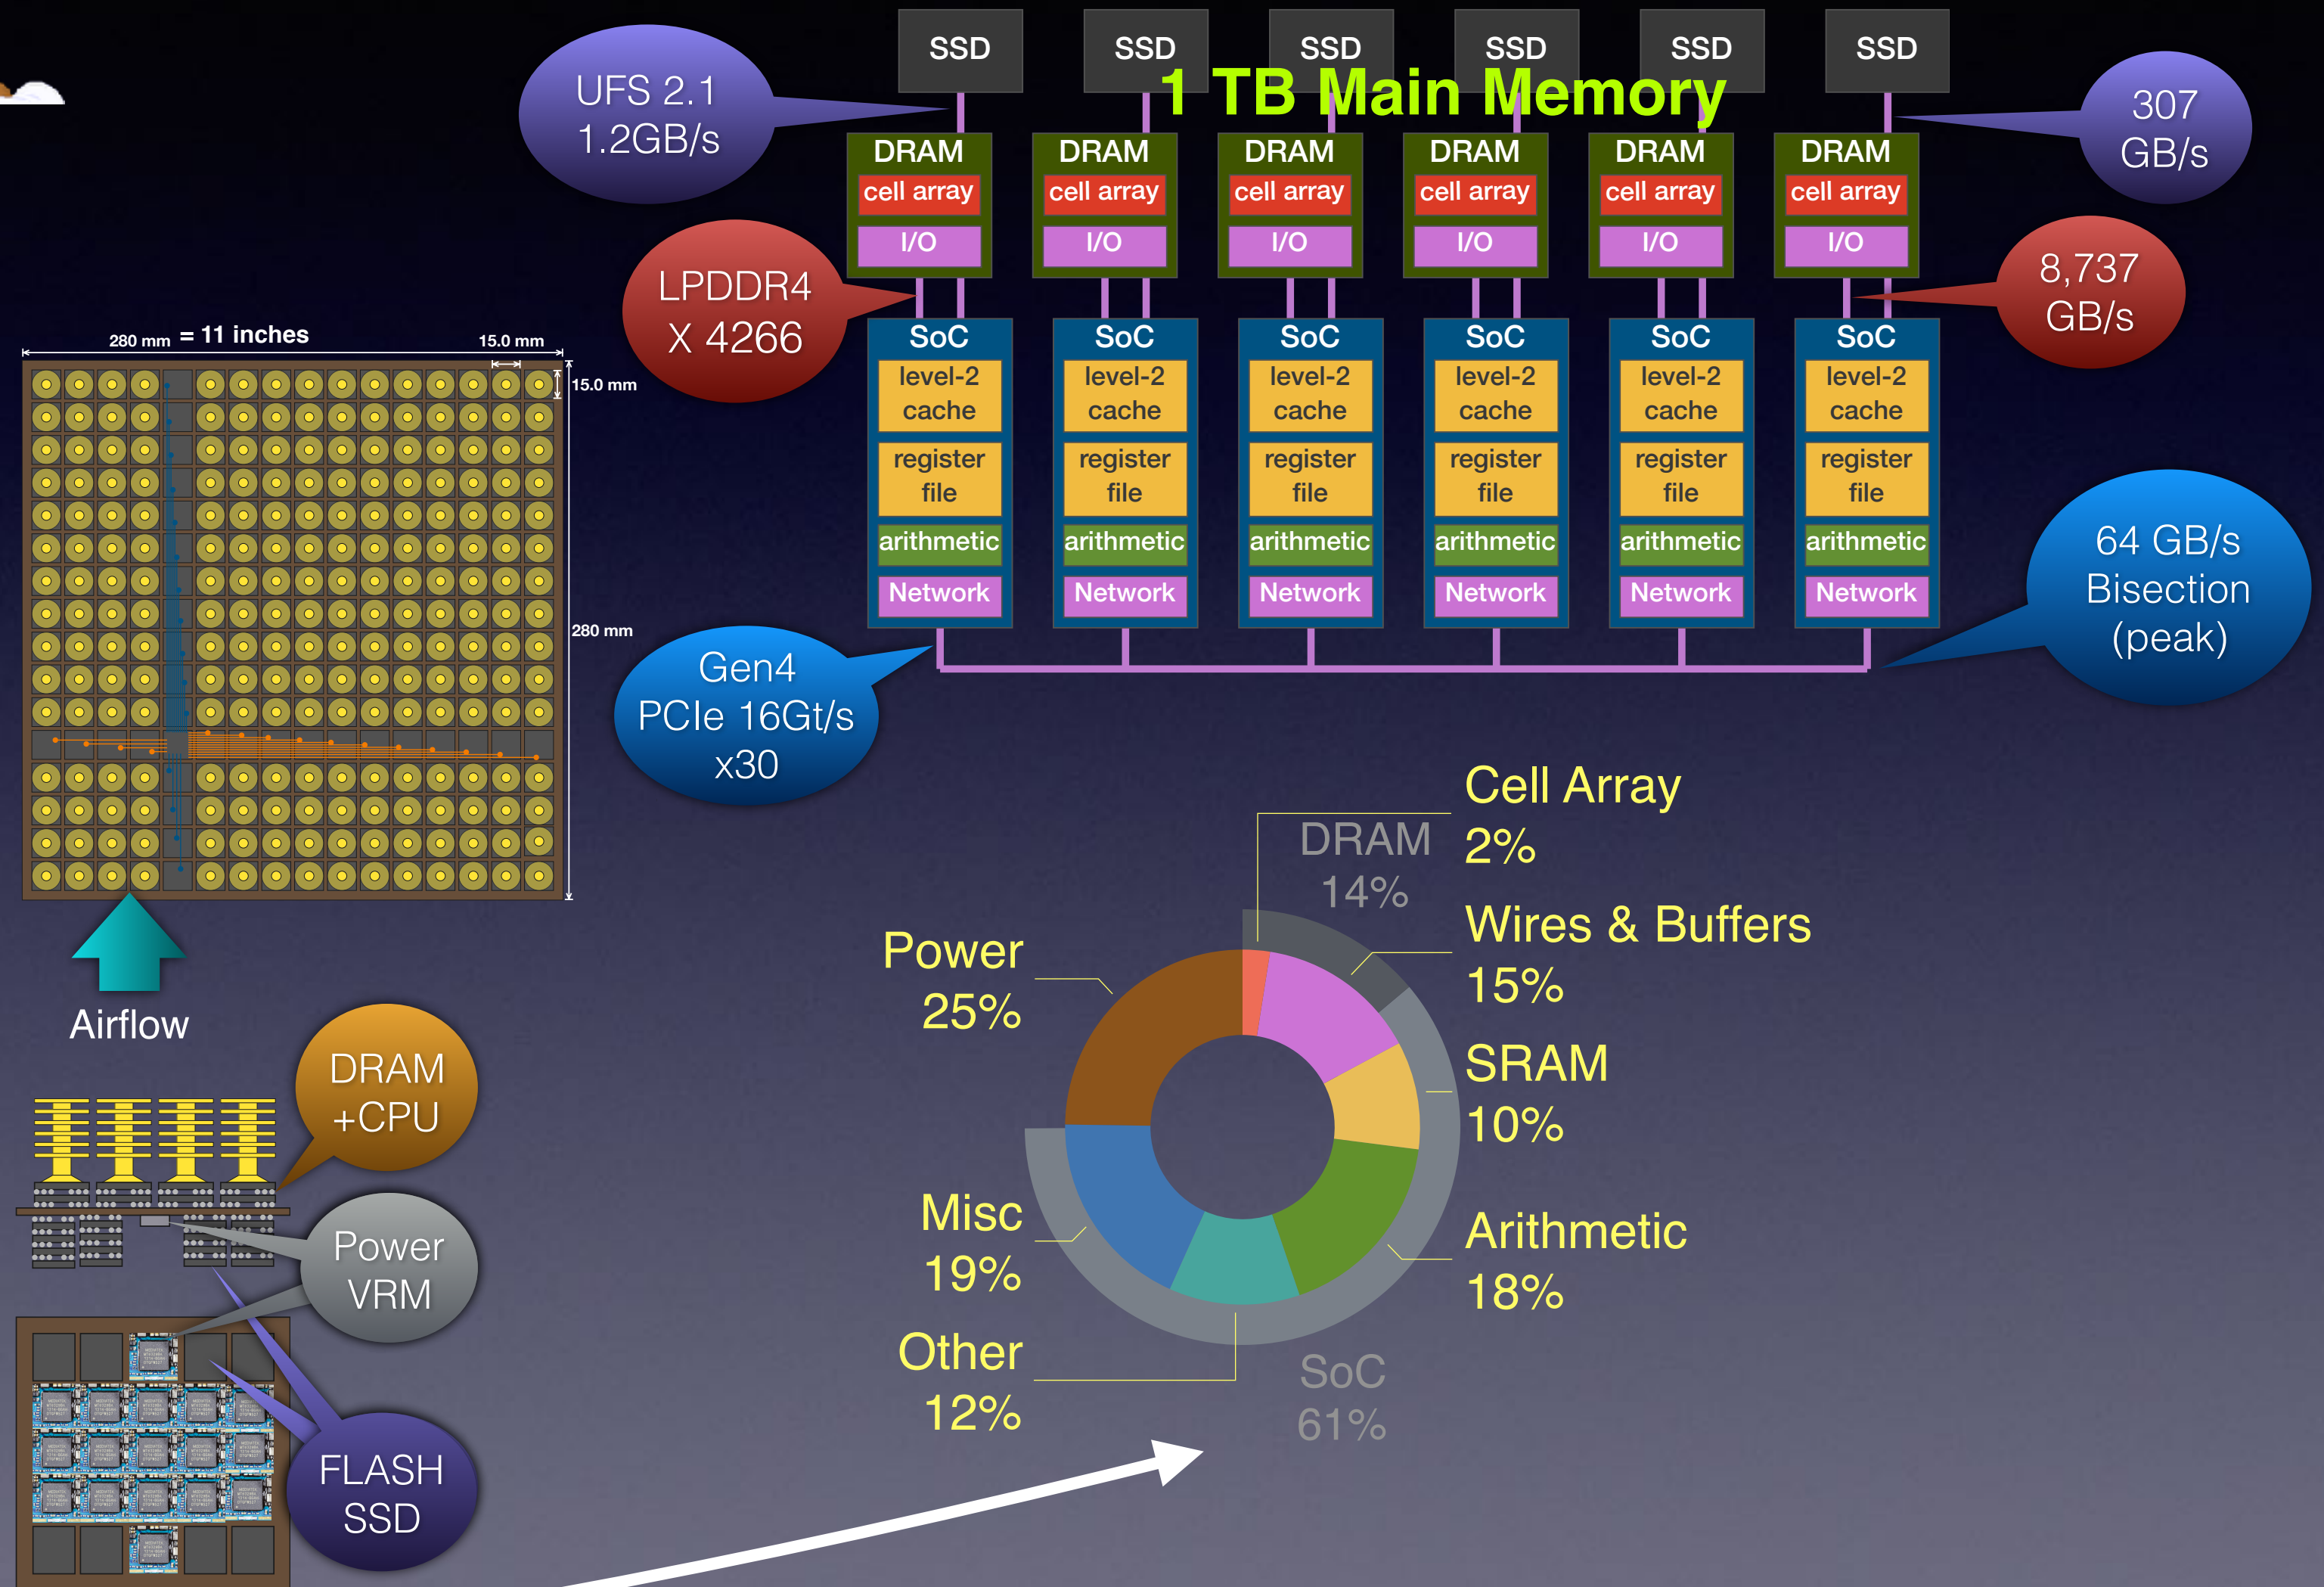 SSD
SSD
SSD
SSD
SSD
SSD
1 TB Main Memory
UFS 2.1
1.2GB/s
307
GB/s
DRAM
cell array
I/O
DRAM
cell array
I/O
DRAM
cell array
I/O
DRAM
cell array
I/O
DRAM
cell array
I/O
DRAM
cell array
I/O
LPDDR4
X 4266
8,737
GB/s
SoC
level-2
cache
register
file
arithmetic
Network
SoC
level-2
cache
register
file
arithmetic
Network
SoC
level-2
cache
register
file
arithmetic
Network
SoC
level-2
cache
register
file
arithmetic
Network
SoC
level-2
cache
register
file
arithmetic
Network
SoC
level-2
cache
register
file
arithmetic
Network
64 GB/s
Bisection
(peak)
Gen4
PCIe 16Gt/s
x30
280 mm = 11 inches
15.0 mm
15.0 mm
280 mm
Airflow
DRAM
+CPU
Power
VRM
FLASH
SSD
Cell Array
2%
DRAM
14%
Wires & Buffers
15%
SRAM
10%
Arithmetic
18%
SoC
61%
Other
12%
Misc
19%
Power
25%